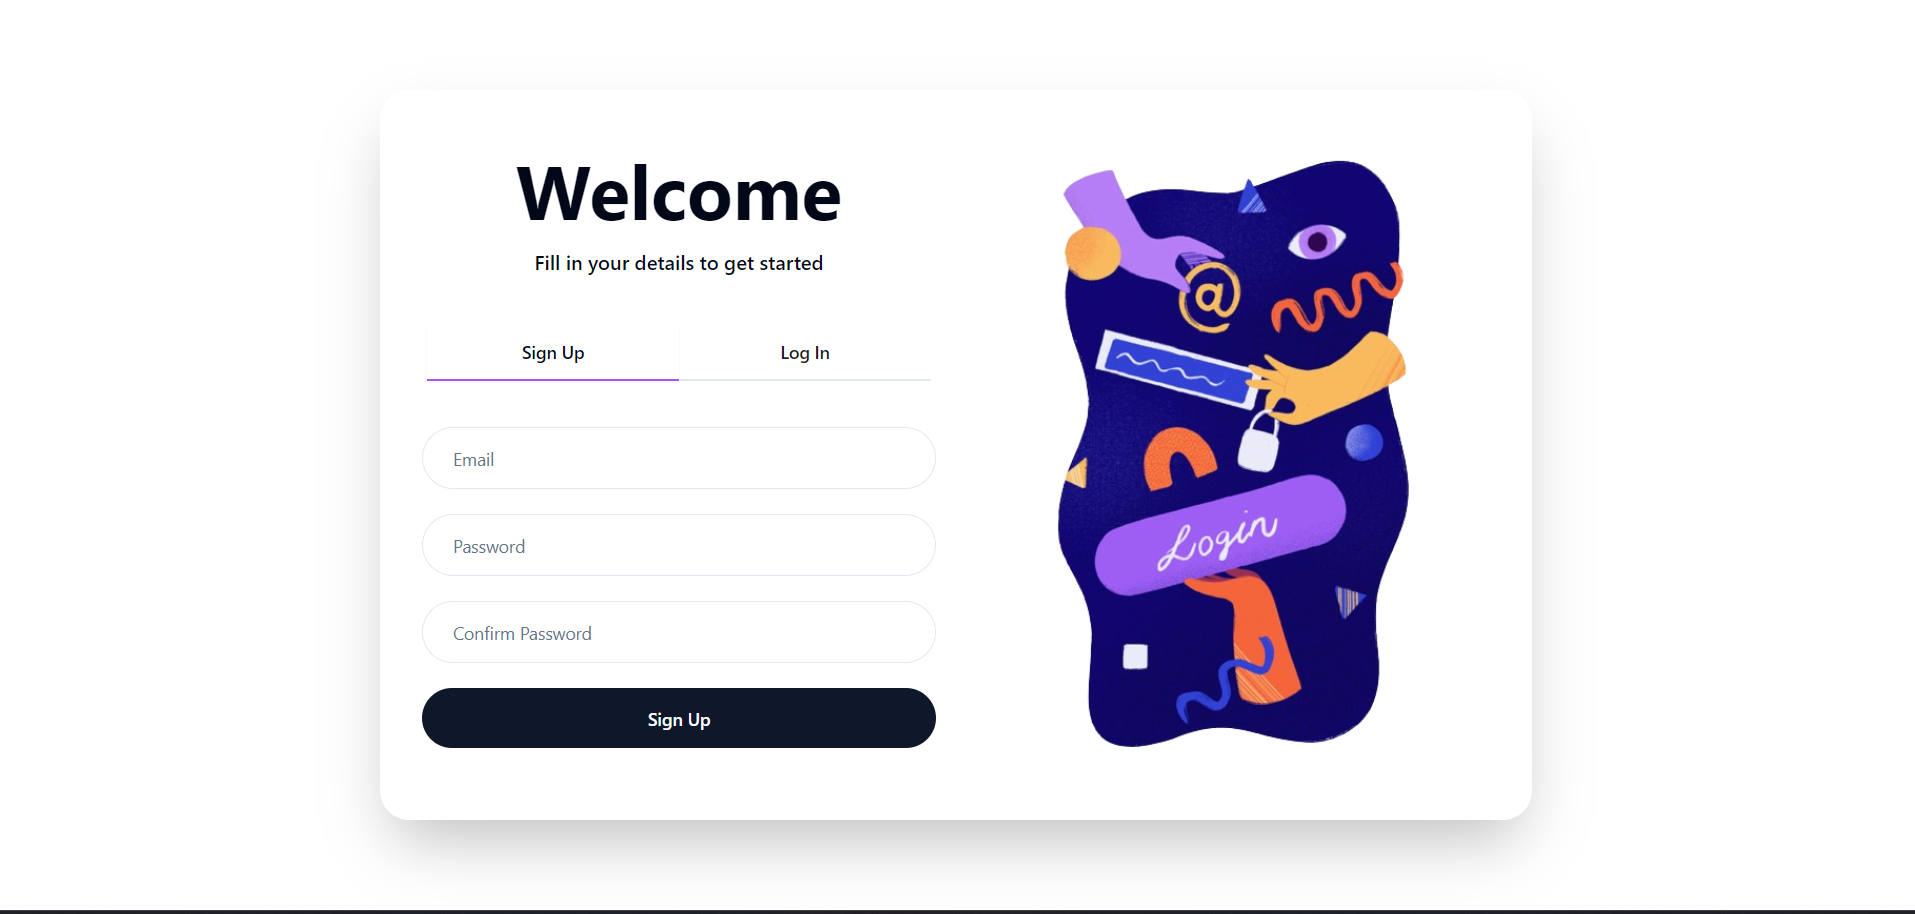 Welcome
Fill in your details to get started
Sign Up
Log In
Email
Password
Confirm Password
Sign Up
@
Login